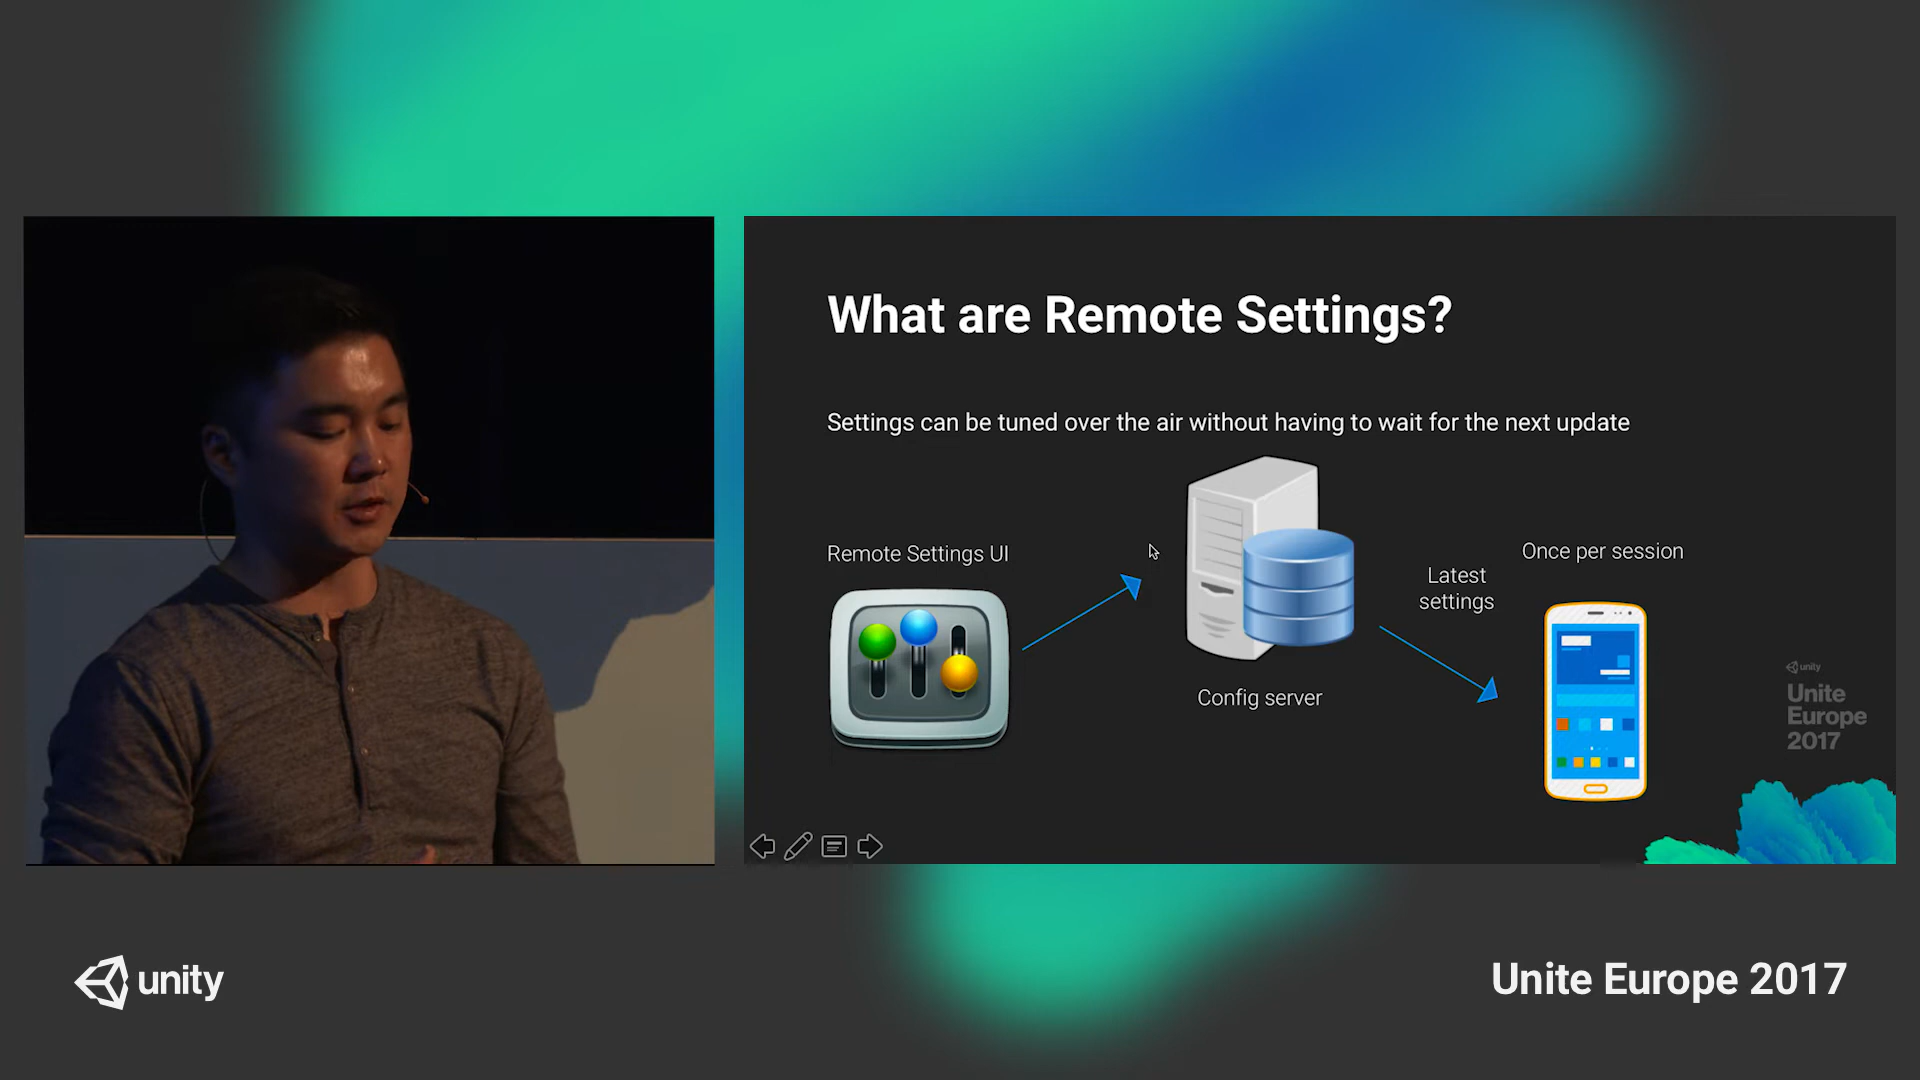 What are Remote Settings?
Settings can be tuned over the air without having to wait for the next update
Remote Settings UI
Config server
Latest
settings
Once per session
unity
Unite
Europe
2017
unity
Unite Europe 2017